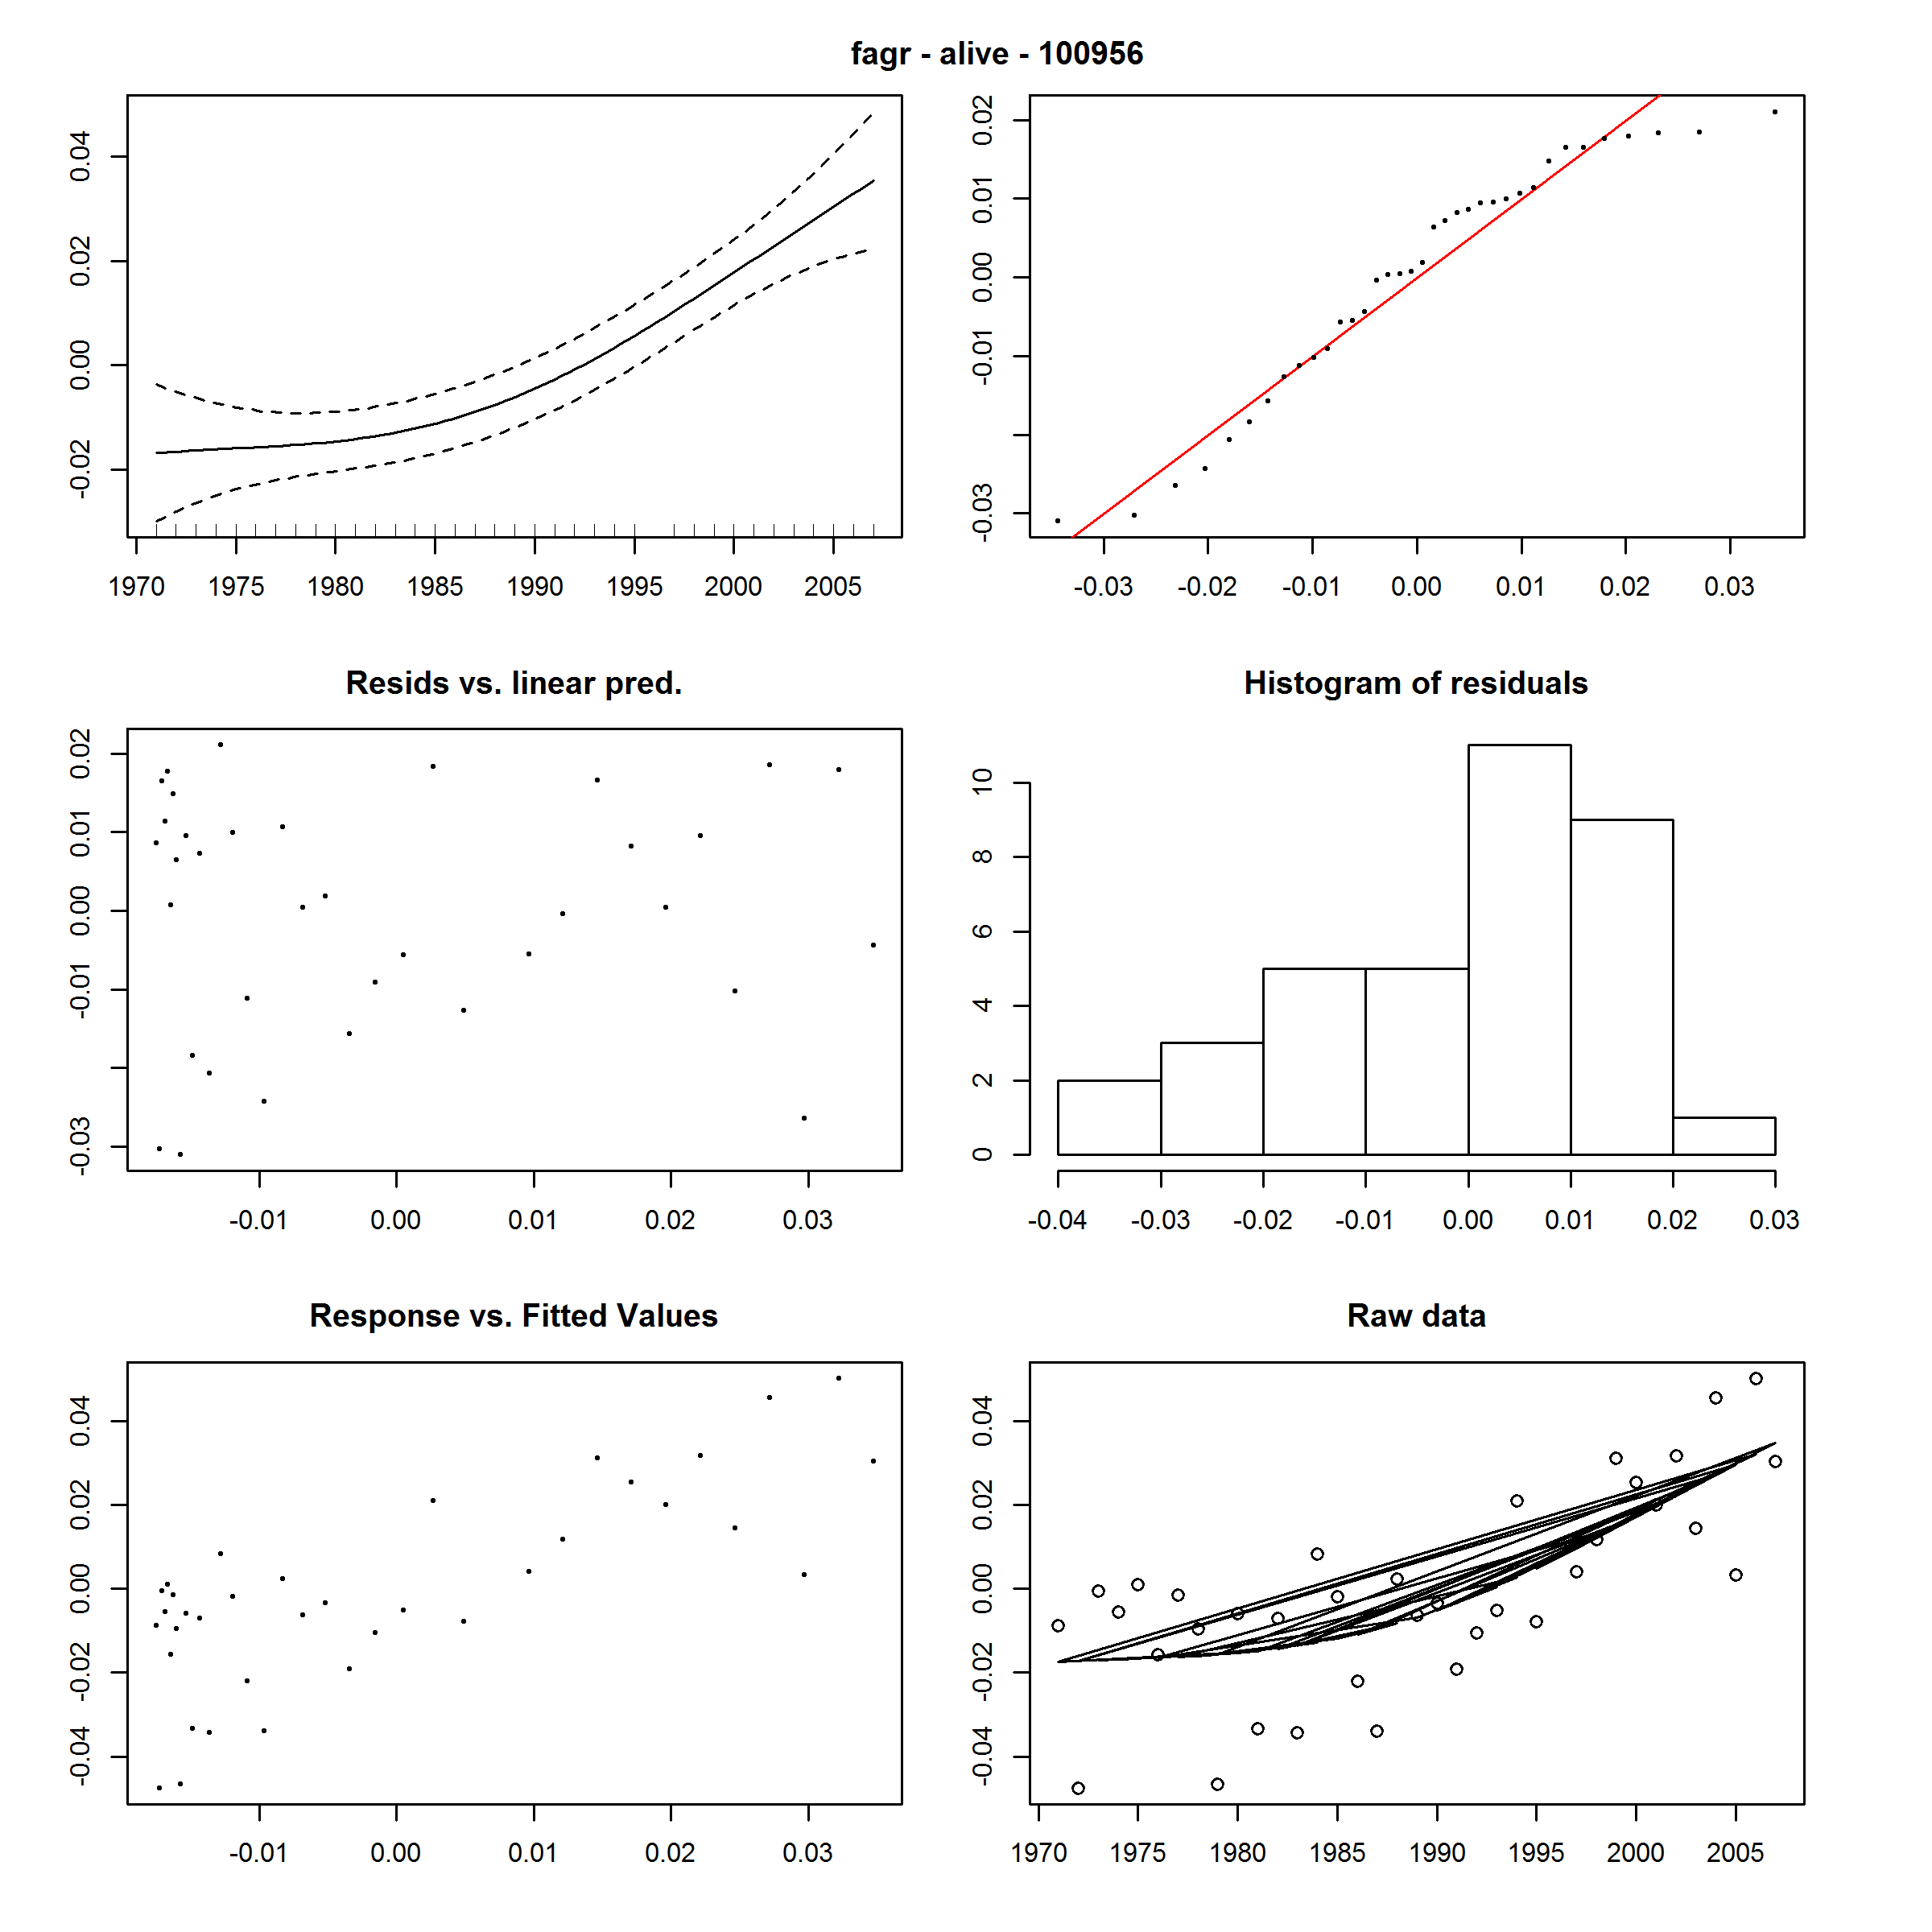 fagr - alive - 100956
0.04
0.02
0.00
-0.02
1970 1975 1980 1985 1990 1995 2000 2005
0.02
0.01
0.00
-0.01
-0.03
-0.03 -0.02 -0.01 0.00 0.01 0.02 0.03
Resids vs. linear pred.
0.02
0.01
0.00
-0.01
-0.03
-0.01 0.00 0.01 0.02 0.03
Histogram of residuals
10
8
6
4
2
0
-0.04 -0.03 -0.02 -0.01 0.00 0.01 0.02 0.03
Response vs. Fitted Values
0.04
0.02
0.00
-0.02
-0.04
-0.01 0.00 0.01 0.02 0.03
Raw data
0.04
0.02
0.00
-0.02
-0.04
1970 1975 1980 1985 1990 1995 2000 2005